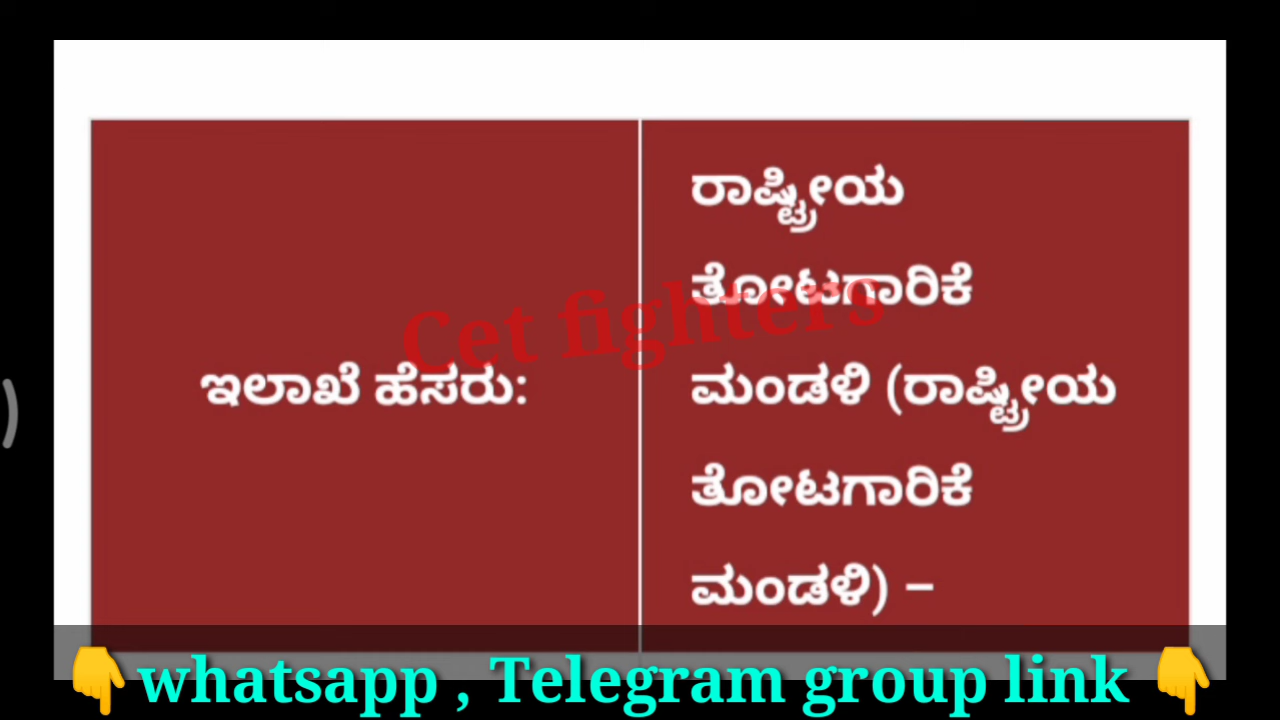 ರಾಷ್ಟ್ರೀಯ
ತೋಟಗಾರಿಕೆ
Cet fighters
ಇಲಾಖೆ ಹೆಸರು:
ಮಂಡಳಿ (ರಾಷ್ಟ್ರೀಯ
ತೋಟಗಾರಿಕೆ
ಮಂಡಳಿ) –
👇whatsapp , Telegram group link 👇